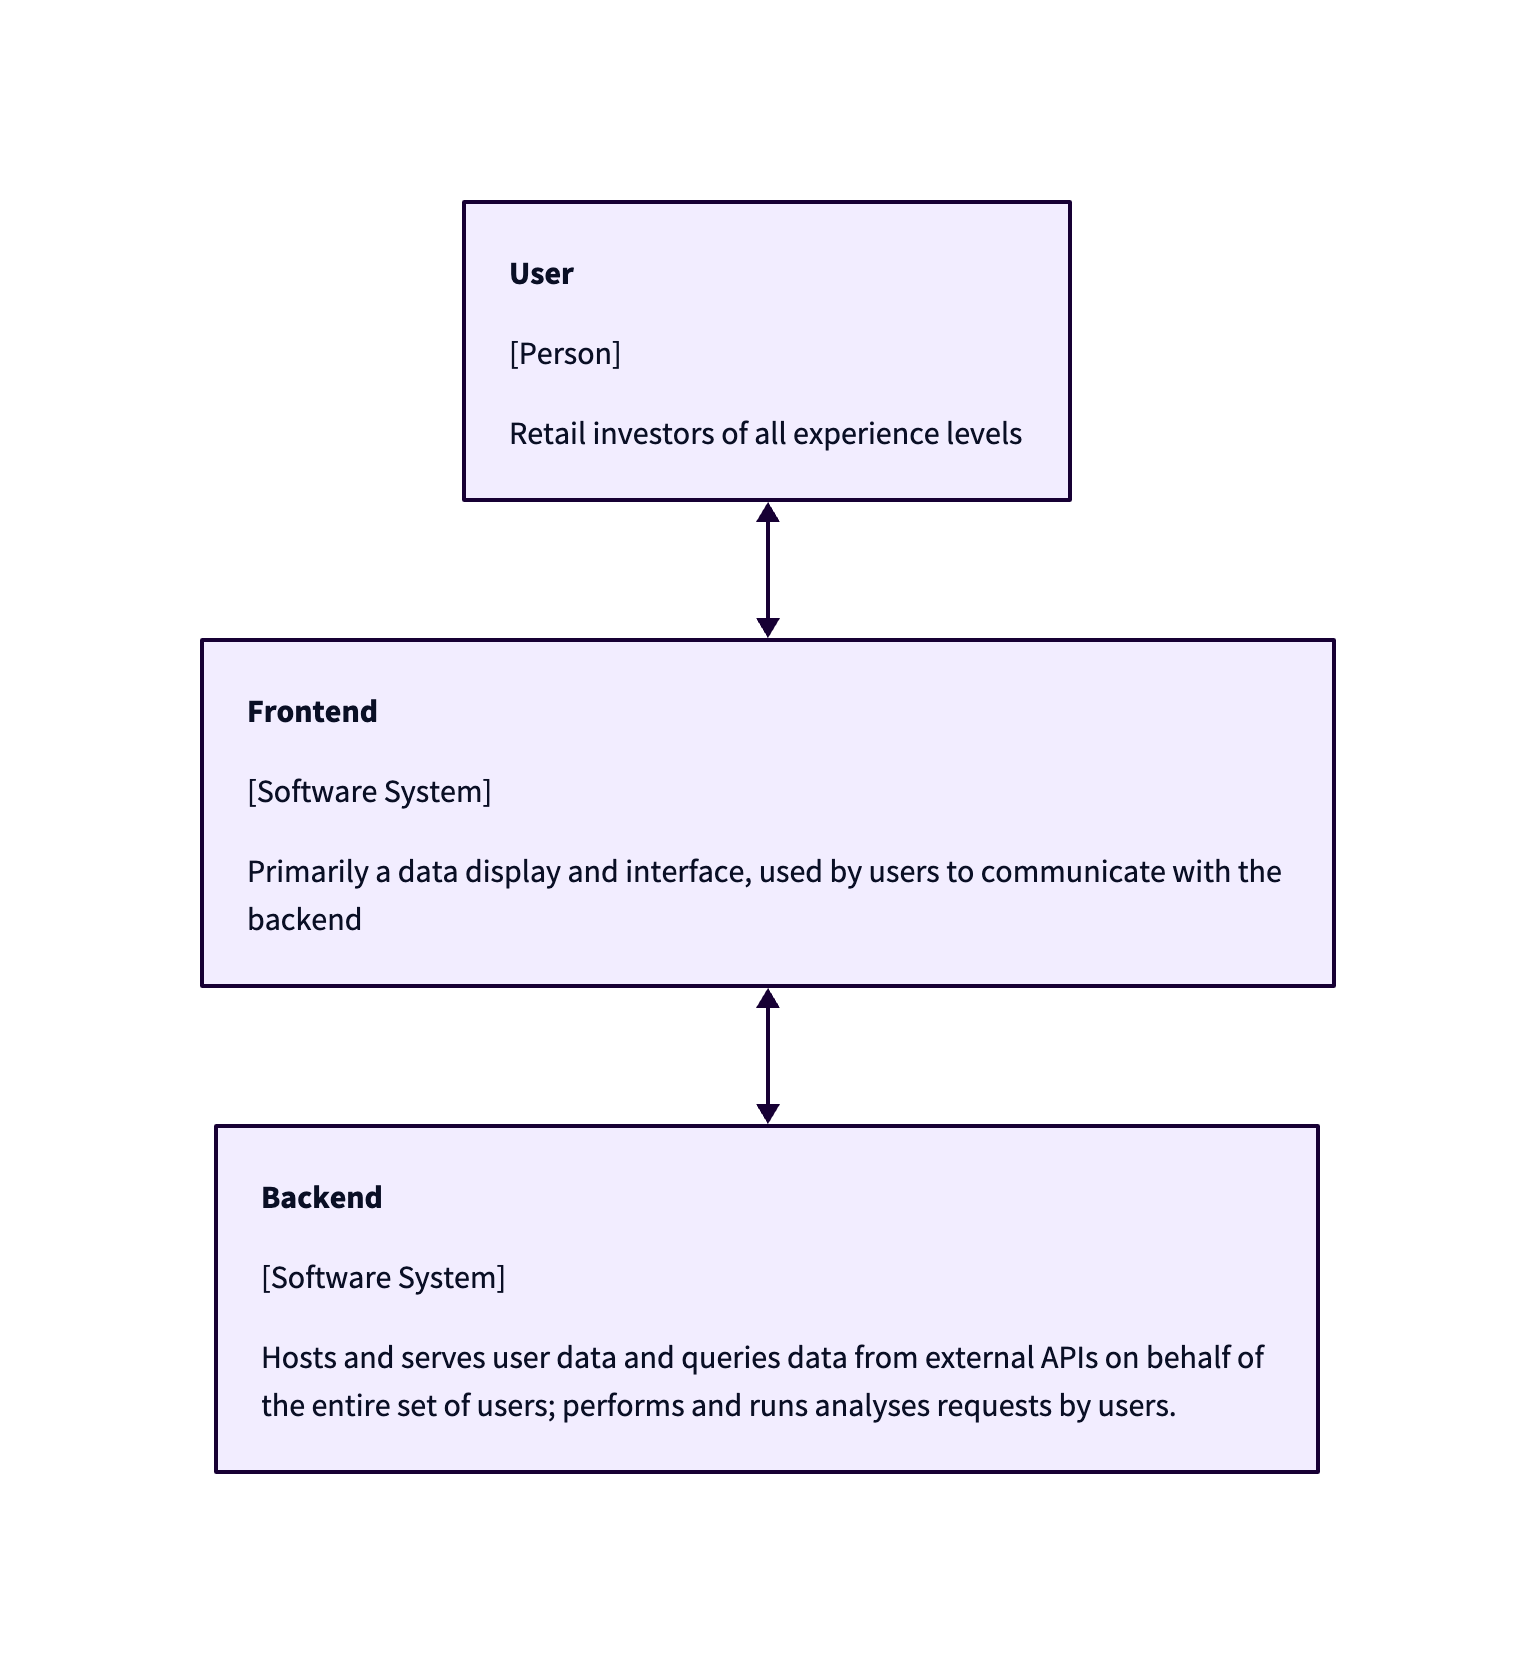 User
[Person]
Retail investors of all experience levels
Frontend
[Software System]
Primarily a data display and interface, used by users to communicate with the
backend
Backend
[Software System]
Hosts and serves user data and queries data from external APIs on behalf of
the entire set of users; performs and runs analyses requests by users.